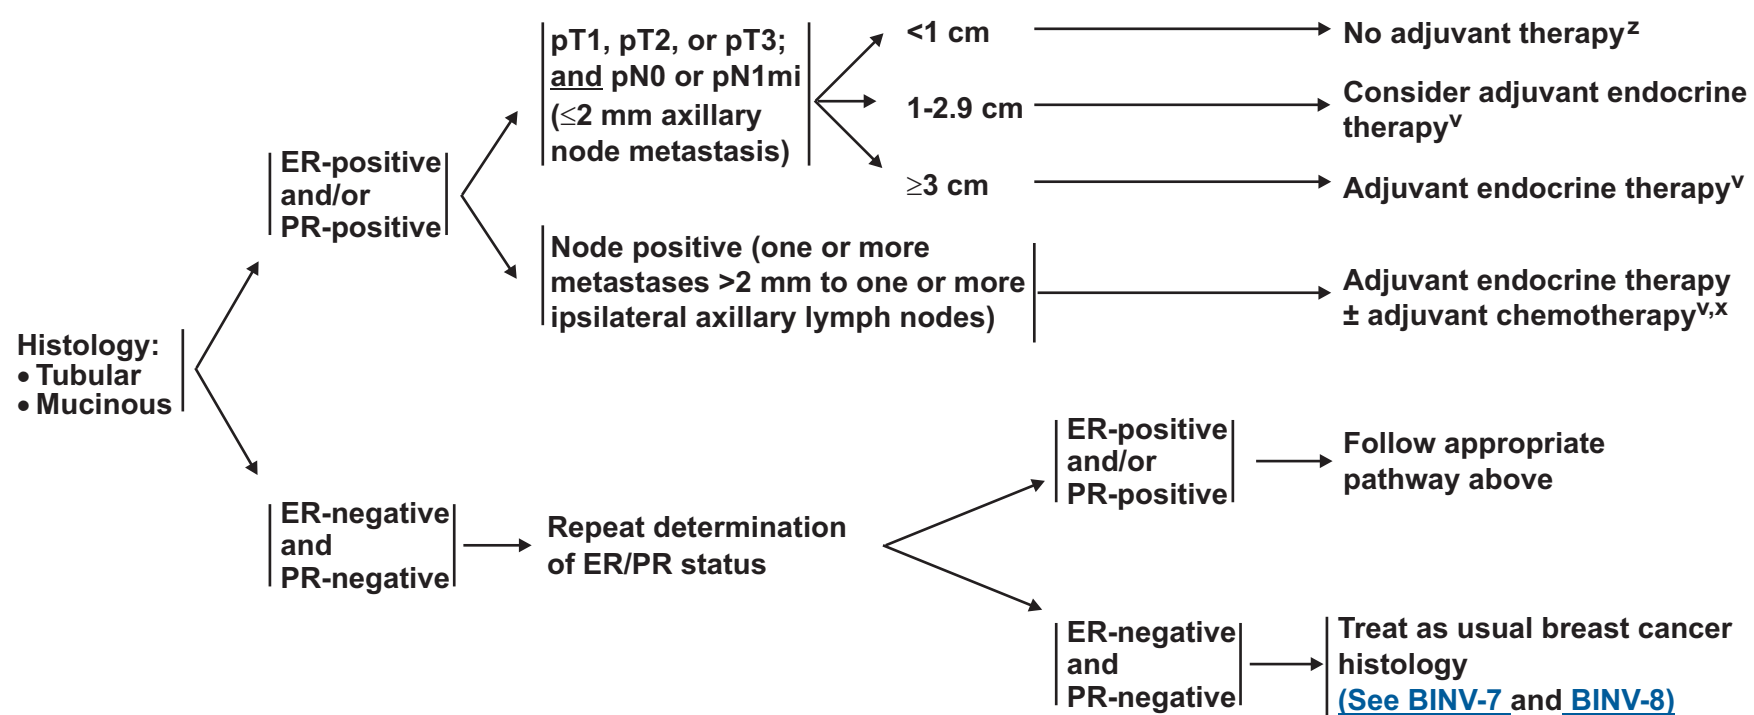 Histology:
• Tubular
• Mucinous
ER-positive
and/or
PR-positive
pT1, pT2, or pT3;
and pN0 or pN1mi
(≤2 mm axillary
node metastasis)
<1 cm
No adjuvant therapyᶻ
1-2.9 cm
Consider adjuvant endocrine
therapyᵛ
≥3 cm
Adjuvant endocrine therapyᵛ
Node positive (one or more
metastases >2 mm to one or more
ipsilateral axillary lymph nodes)
Adjuvant endocrine therapy
± adjuvant chemotherapyᵛ,ˣ
ER-negative
and
PR-negative
Repeat determination
of ER/PR status
ER-positive
and/or
PR-positive
Follow appropriate
pathway above
ER-negative
and
PR-negative
Treat as usual breast cancer
histology
(See BINV-7 and BINV-8)